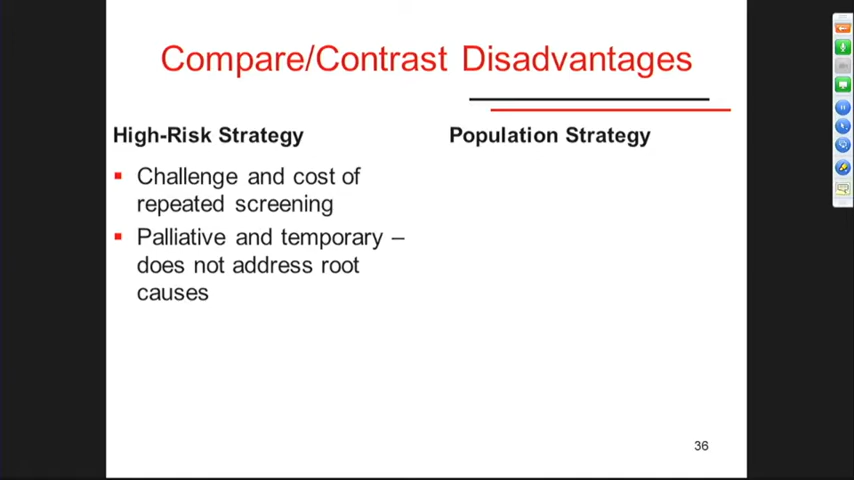 Compare/Contrast Disadvantages
High-Risk Strategy
Challenge and cost of
repeated screening
Palliative and temporary –
does not address root
causes
Population Strategy
36